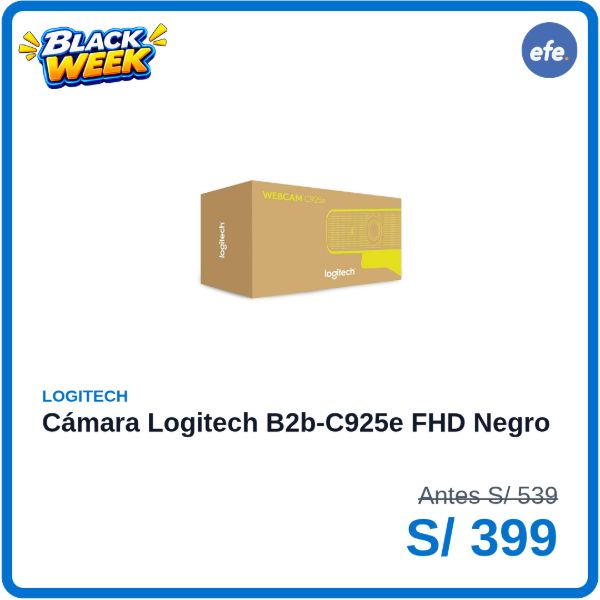 BLACK
WEEK
efe.
WEBCAM C925e
logitech
logitech
LOGITECH
Cámara Logitech B2b-C925e FHD Negro
Antes S/ 539
S/ 399